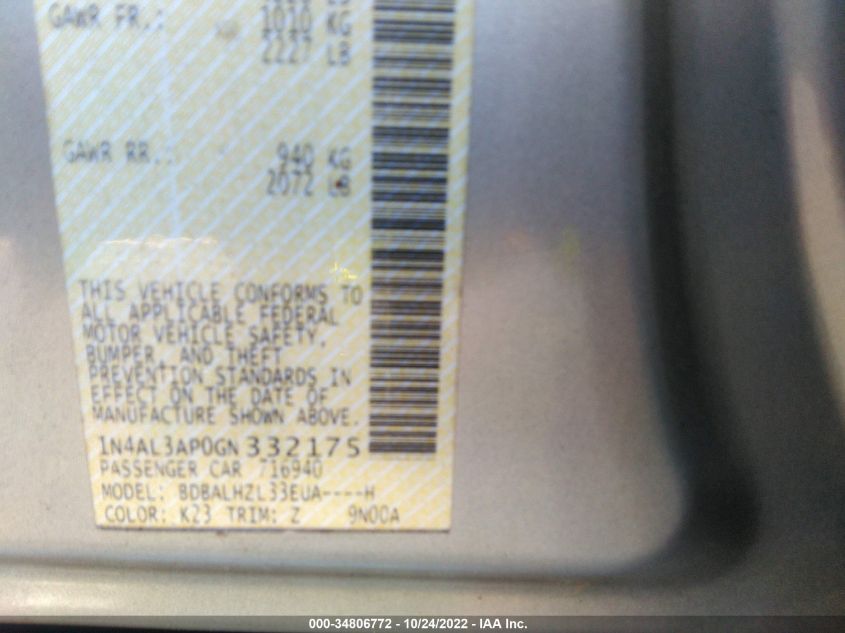 GAWR FR.: 1010 KG
2227 LB
GAWR RR.: 940 KG
2072 LB
THIS VEHICLE CONFORMS TO
ALL APPLICABLE FEDERAL
MOTOR VEHICLE SAFETY,
BUMPER, AND THEFT
PREVENTION STANDARDS IN
EFFECT ON THE DATE OF
MANUFACTURE SHOWN ABOVE.
1N4AL3AP0GN332175
PASSENGER CAR 716940
MODEL: BDBALHZL33EUA----H
COLOR: K23 TRIM: Z 9N00A
000-34806772 - 10/24/2022 - IAA Inc.